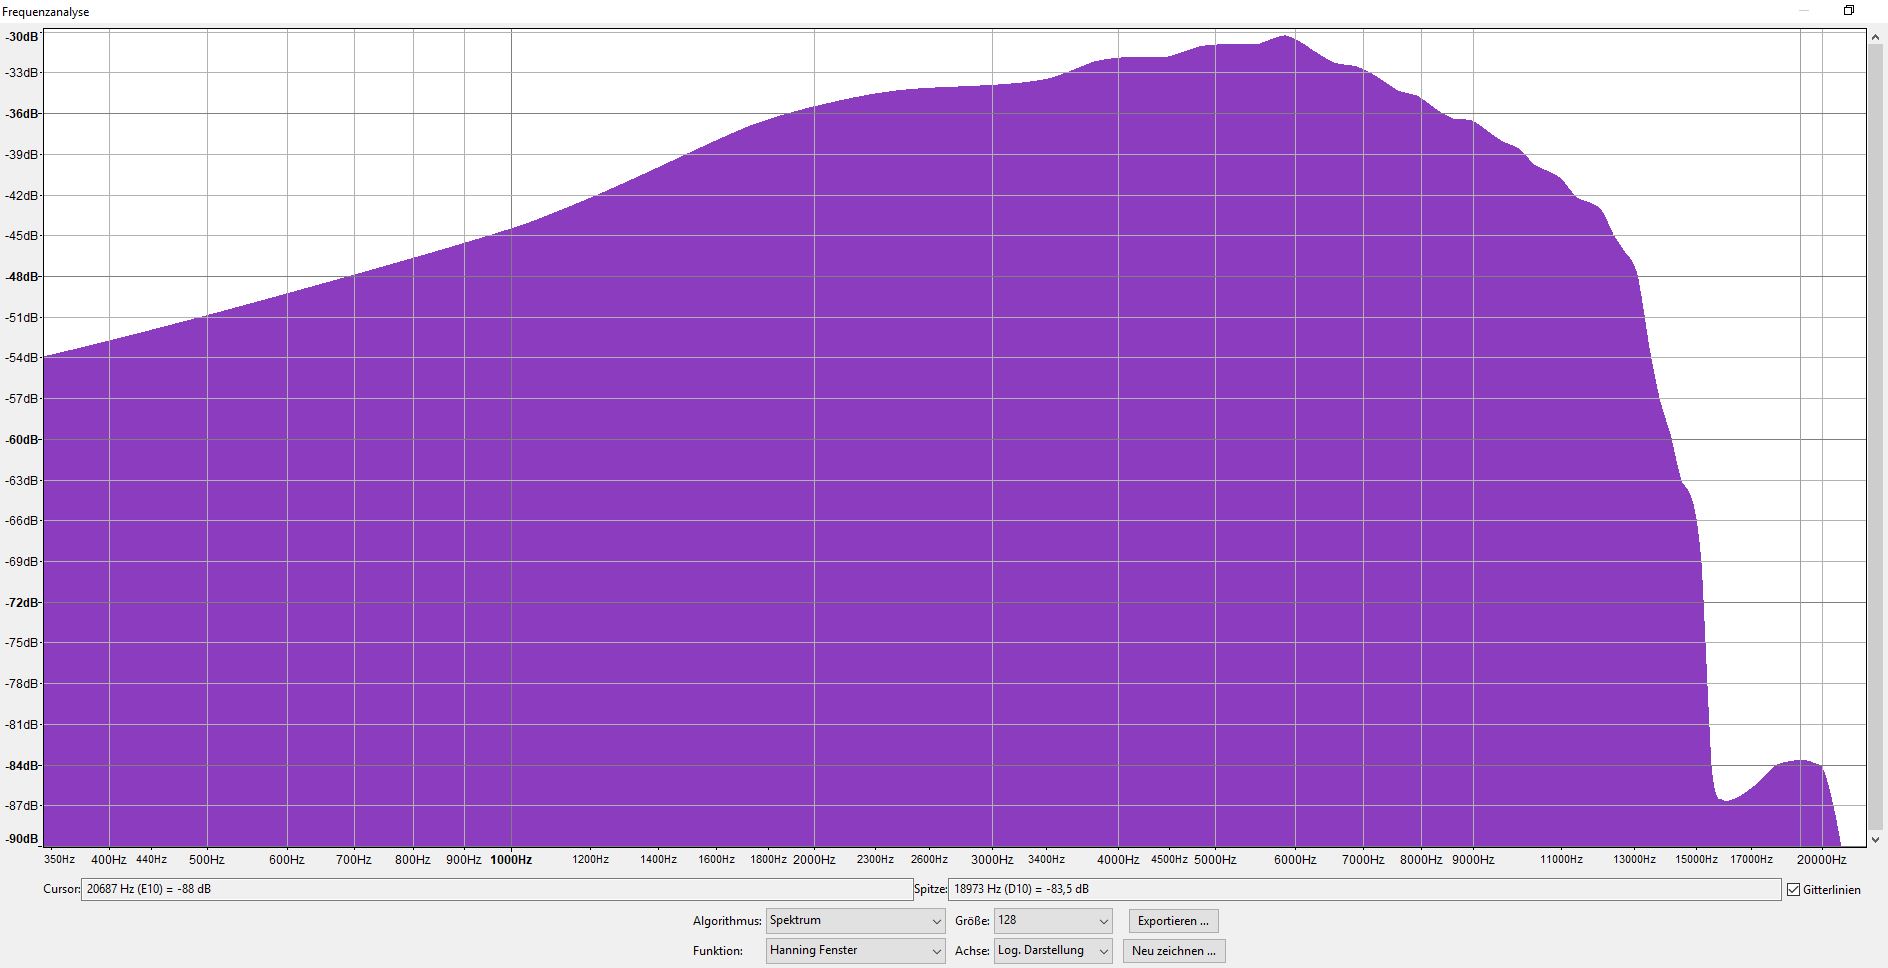 Frequenzanalyse
-30dB
-33dB
-36dB
-39dB
-42dB
-45dB
-48dB
-51dB
-54dB
-57dB
-60dB
-63dB
-66dB
-69dB
-72dB
-75dB
-78dB
-81dB
-84dB
-87dB
-90dB
350Hz 400Hz 440Hz 500Hz 600Hz 700Hz 800Hz 900Hz 1000Hz 1200Hz 1400Hz 1600Hz 1800Hz 2000Hz 2300Hz 2600Hz 3000Hz 3400Hz 4000Hz 4500Hz 5000Hz 6000Hz 7000Hz 8000Hz 9000Hz 11000Hz 13000Hz 15000Hz 17000Hz 20000Hz
Cursor: 20687 Hz (E10) = -88 dB Spitze: 18973 Hz (D10) = -83,5 dB Gitterlinien
Algorithmus: Spektrum Größe: 128 Exportieren ...
Funktion: Hanning Fenster Achse: Log. Darstellung Neu zeichnen ...